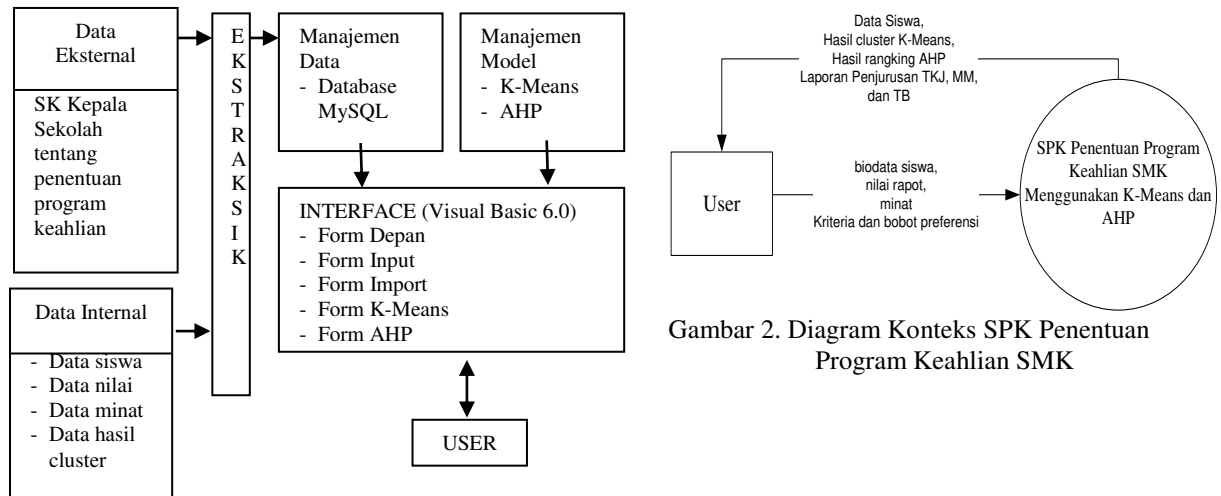 Data
Eksternal
SK Kepala
Sekolah
tentang
penentuan
program
keahlian
Data Internal
- Data siswa
- Data nilai
- Data minat
- Data hasil
cluster
E
K
S
T
R
A
K
S
I
K
Manajemen
Data
- Database
MySQL
Manajemen
Model
- K-Means
- AHP
INTERFACE (Visual Basic 6.0)
- Form Depan
- Form Input
- Form Import
- Form K-Means
- Form AHP
USER
Data Siswa,
Hasil cluster K-Means,
Hasil rangking AHP
Laporan Penjurusan TKJ, MM,
dan TB
User
biodata siswa,
nilai rapot,
minat
Kriteria dan bobot preferensi
SPK Penentuan Program
Keahlian SMK
Menggunakan K-Means dan
AHP
Gambar 2. Diagram Konteks SPK Penentuan
Program Keahlian SMK